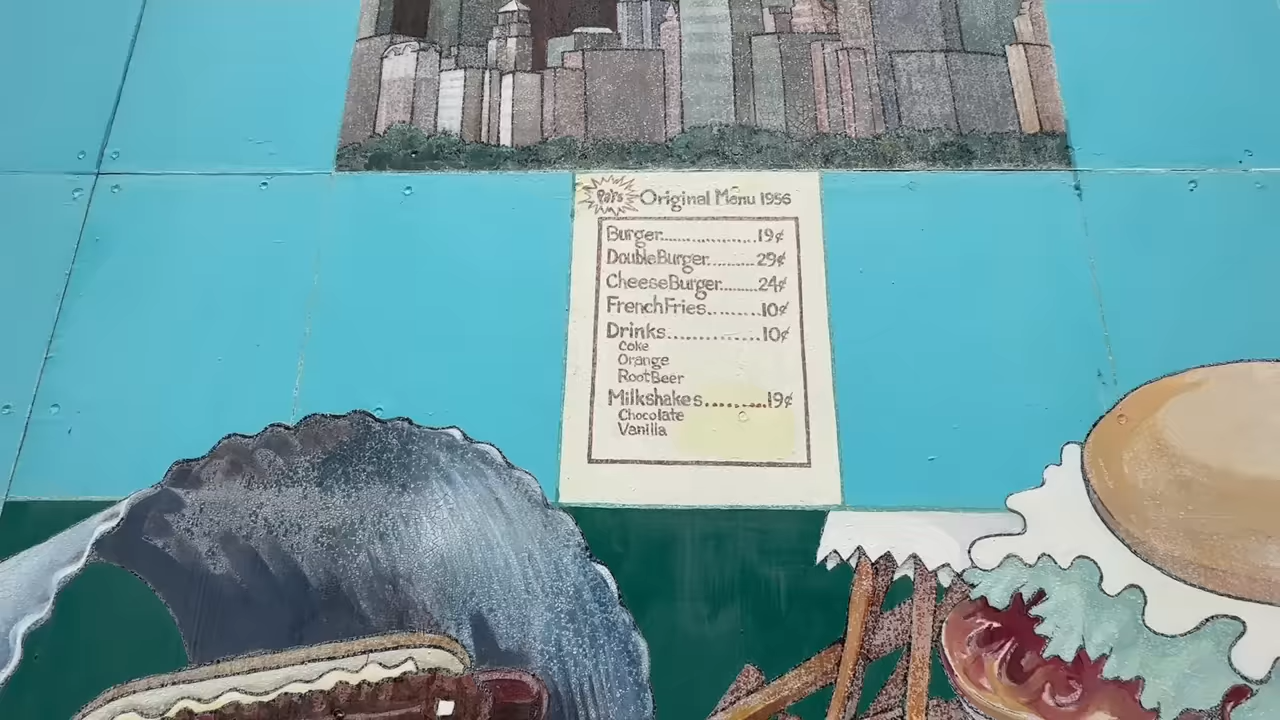 Pop's Original Menu 1956
Burger....................19¢
DoubleBurger..........29¢
CheeseBurger........24¢
FrenchFries..........10¢
Drinks..................10¢
Coke
Orange
RootBeer
Milkshakes...........19¢
Chocolate
Vanilla